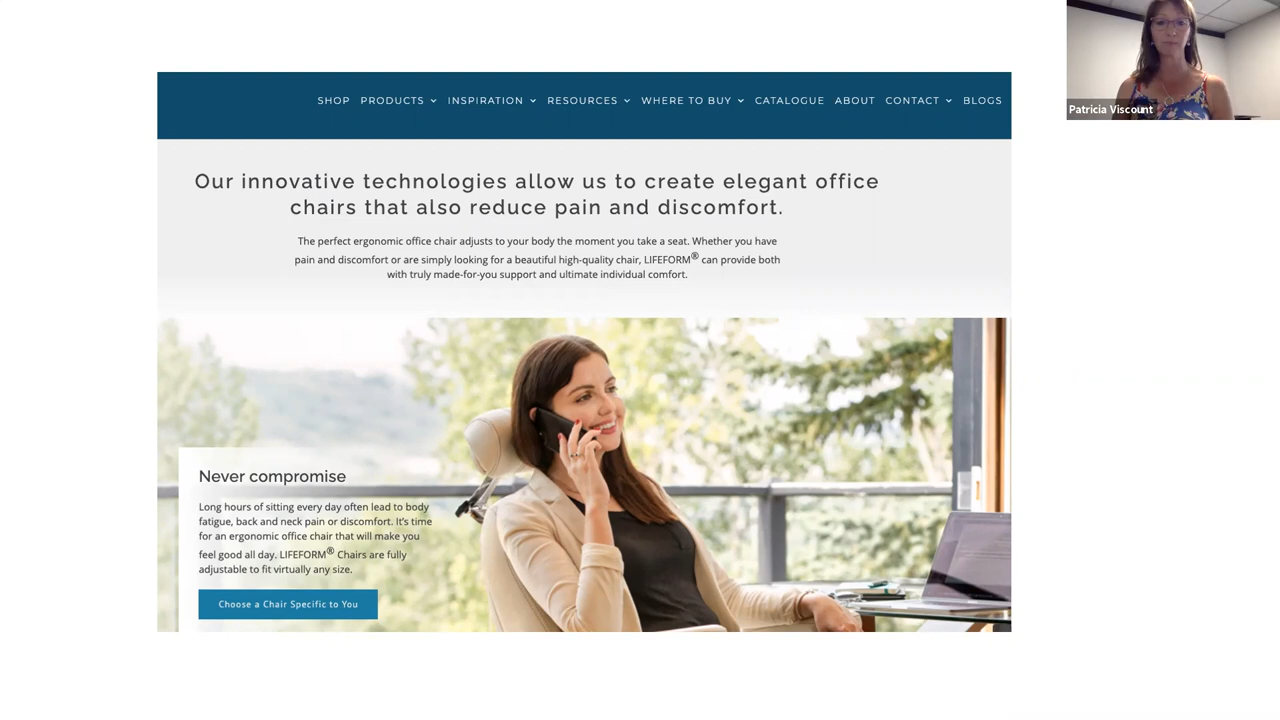 Patricia Viscount
SHOP PRODUCTS INSPIRATION RESOURCES WHERE TO BUY CATALOGUE ABOUT CONTACT BLOGS
Our innovative technologies allow us to create elegant office
chairs that also reduce pain and discomfort.
The perfect ergonomic office chair adjusts to your body the moment you take a seat. Whether you have
pain and discomfort or are simply looking for a beautiful high-quality chair, LIFEFORM® can provide both
with truly made-for-you support and ultimate individual comfort.
Never compromise
Long hours of sitting every day often lead to body
fatigue, back and neck pain or discomfort. It's time
for an ergonomic office chair that will make you
feel good all day. LIFEFORM® Chairs are fully
adjustable to fit virtually any size.
Choose a Chair Specific to You